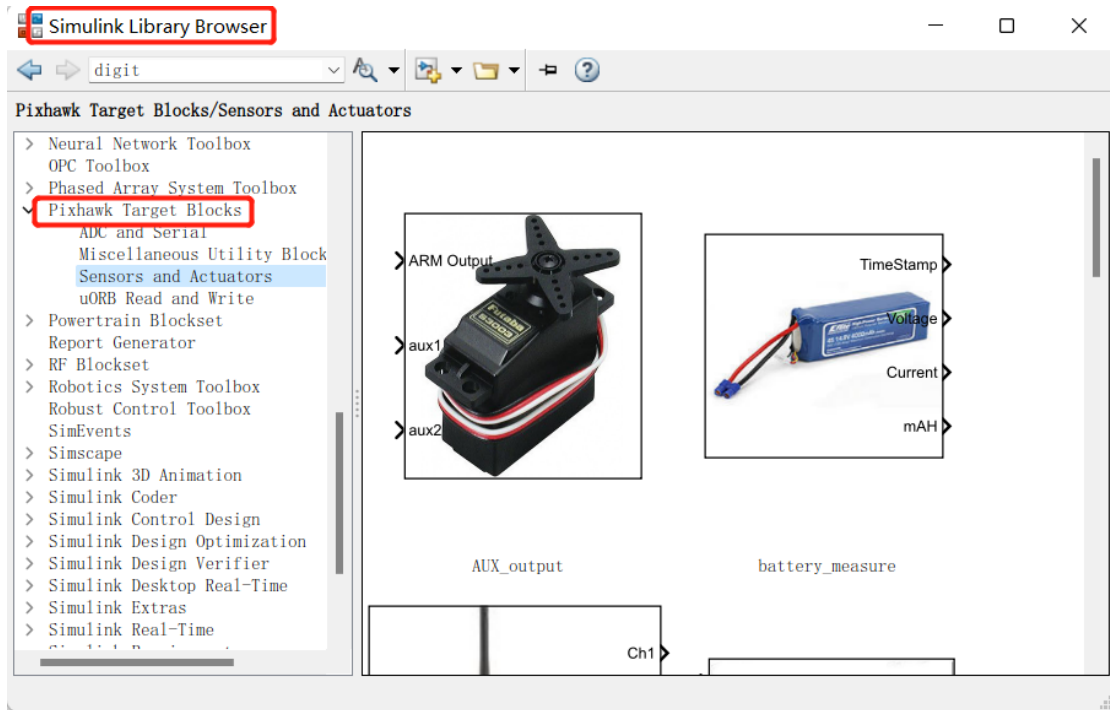 Simulink Library Browser
digit
Pixhawk Target Blocks/Sensors and Actuators
Neural Network Toolbox
OPC Toolbox
Phased Array System Toolbox
Pixhawk Target Blocks
ADC and Serial
Miscellaneous Utility Block
Sensors and Actuators
uORB Read and Write
Powertrain Blockset
Report Generator
RF Blockset
Robotics System Toolbox
Robust Control Toolbox
SimEvents
Simscape
Simulink 3D Animation
Simulink Coder
Simulink Control Design
Simulink Design Optimization
Simulink Design Verifier
Simulink Desktop Real-Time
Simulink Extras
Simulink Real-Time
ARM Output
aux1
aux2
Futaba
S3003
AUX_output
TimeStamp
Voltage
Current
mAH
battery_measure
Ch1